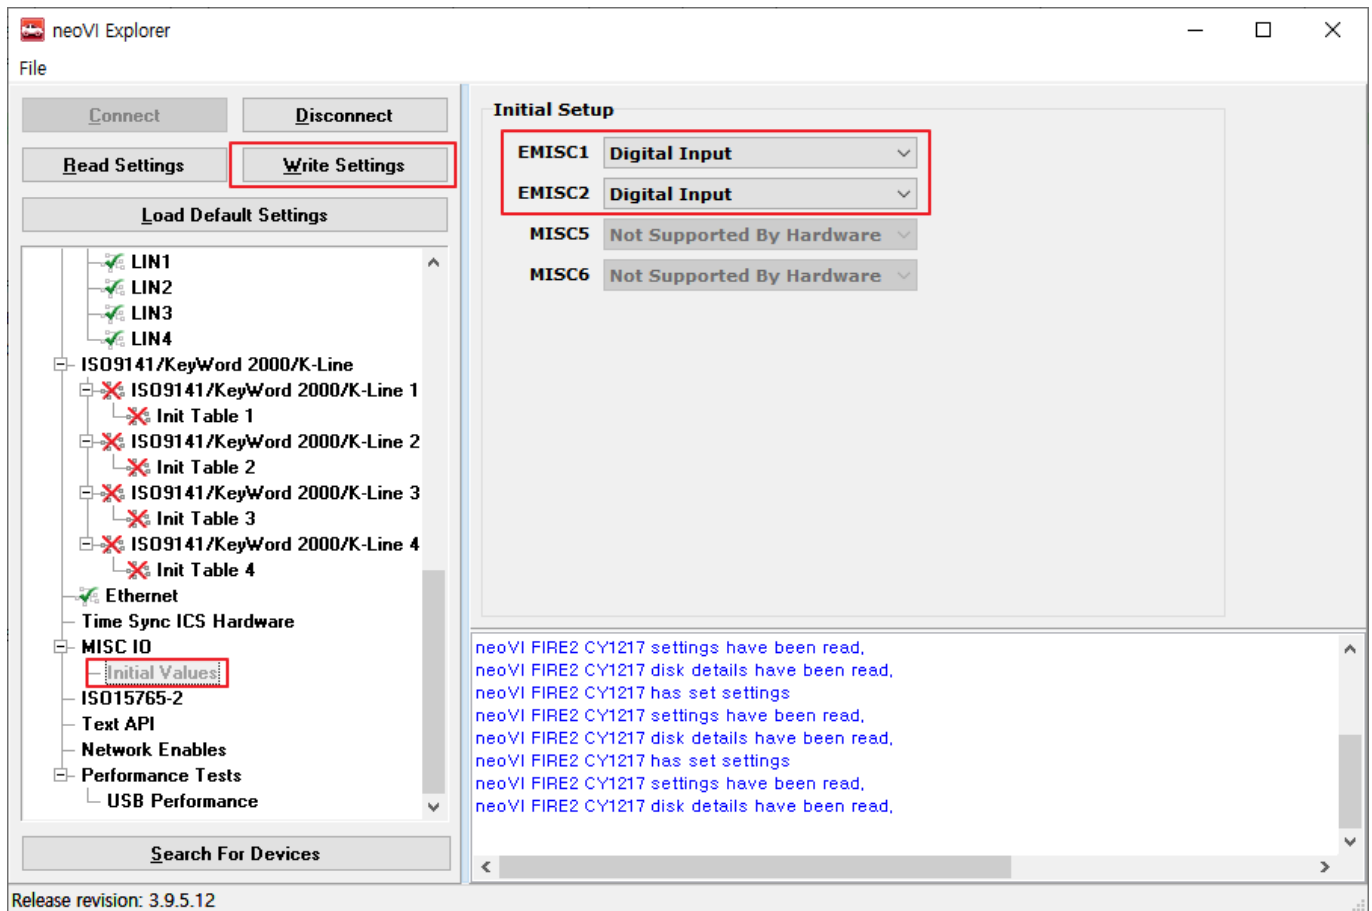 neoVI Explorer
File
Connect
Disconnect
Read Settings
Write Settings
Load Default Settings
LIN1
LIN2
LIN3
LIN4
ISO9141/KeyWord 2000/K-Line
ISO9141/KeyWord 2000/K-Line 1
Init Table 1
ISO9141/KeyWord 2000/K-Line 2
Init Table 2
ISO9141/KeyWord 2000/K-Line 3
Init Table 3
ISO9141/KeyWord 2000/K-Line 4
Init Table 4
Ethernet
Time Sync ICS Hardware
MISC IO
Initial Values
ISO15765-2
Text API
Network Enables
Performance Tests
USB Performance
Search For Devices
Initial Setup
EMISC1 Digital Input
EMISC2 Digital Input
MISC5 Not Supported By Hardware
MISC6 Not Supported By Hardware
neoVI FIRE2 CY1217 settings have been read,
neoVI FIRE2 CY1217 disk details have been read,
neoVI FIRE2 CY1217 has set settings
neoVI FIRE2 CY1217 settings have been read,
neoVI FIRE2 CY1217 disk details have been read,
neoVI FIRE2 CY1217 has set settings
neoVI FIRE2 CY1217 settings have been read,
neoVI FIRE2 CY1217 disk details have been read,
Release revision: 3.9.5.12